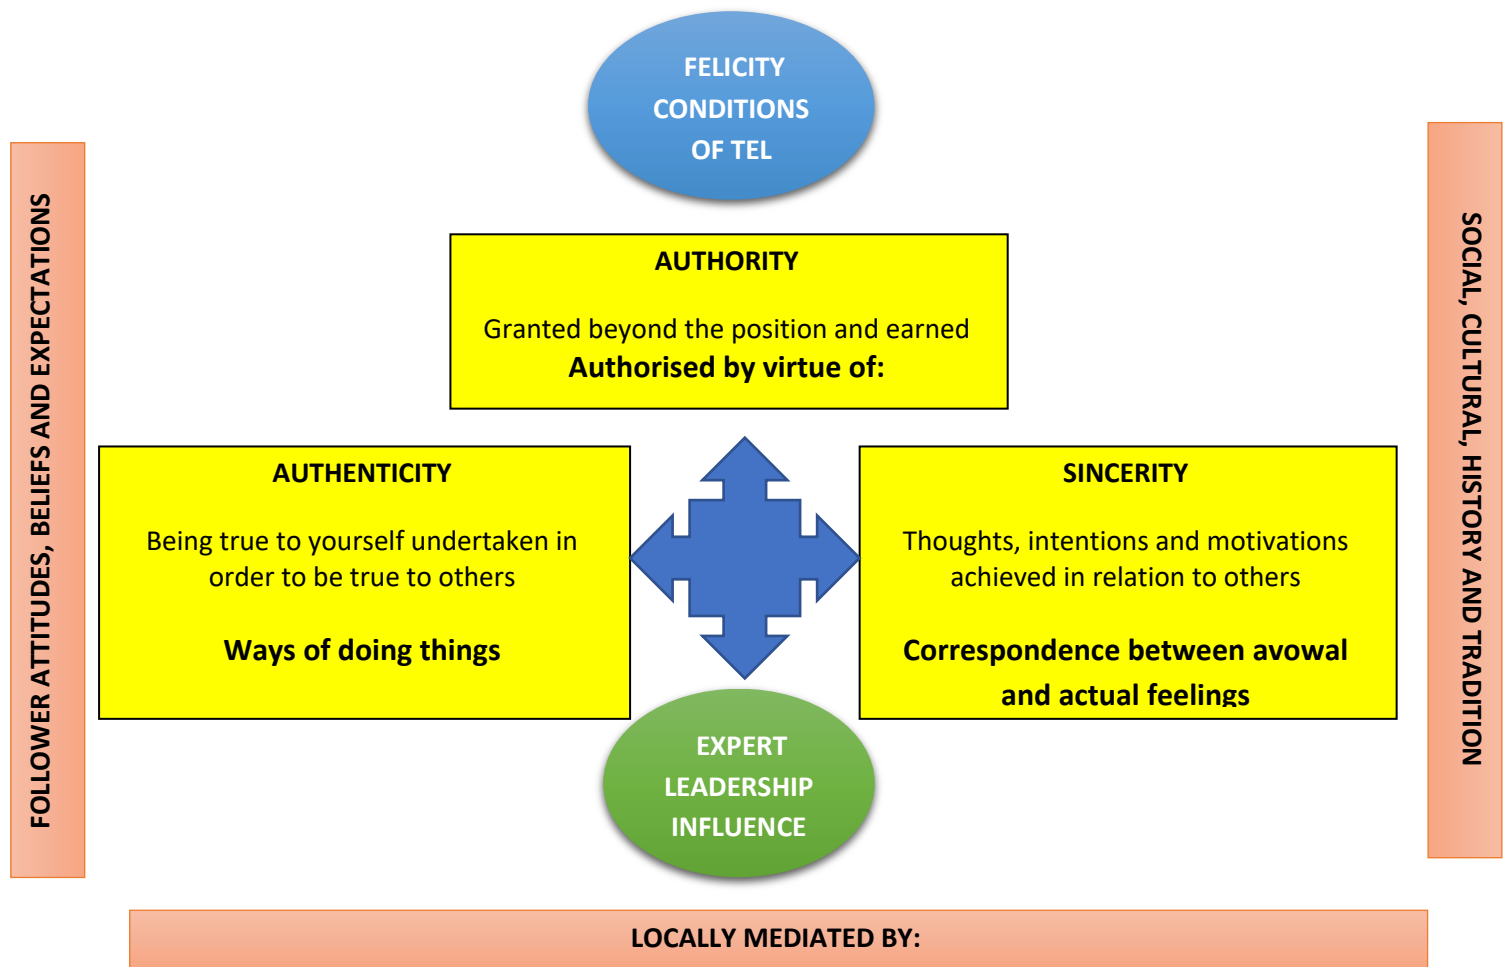 FELICITY
CONDITIONS
OF TEL
FOLLOWER ATTITUDES, BELIEFS AND EXPECTATIONS
SOCIAL, CULTURAL, HISTORY AND TRADITION
AUTHORITY
Granted beyond the position and earned
Authorised by virtue of:
AUTHENTICITY
Being true to yourself undertaken in
order to be true to others
Ways of doing things
SINCERITY
Thoughts, intentions and motivations
achieved in relation to others
Correspondence between avowal
and actual feelings
EXPERT
LEADERSHIP
INFLUENCE
LOCALLY MEDIATED BY: